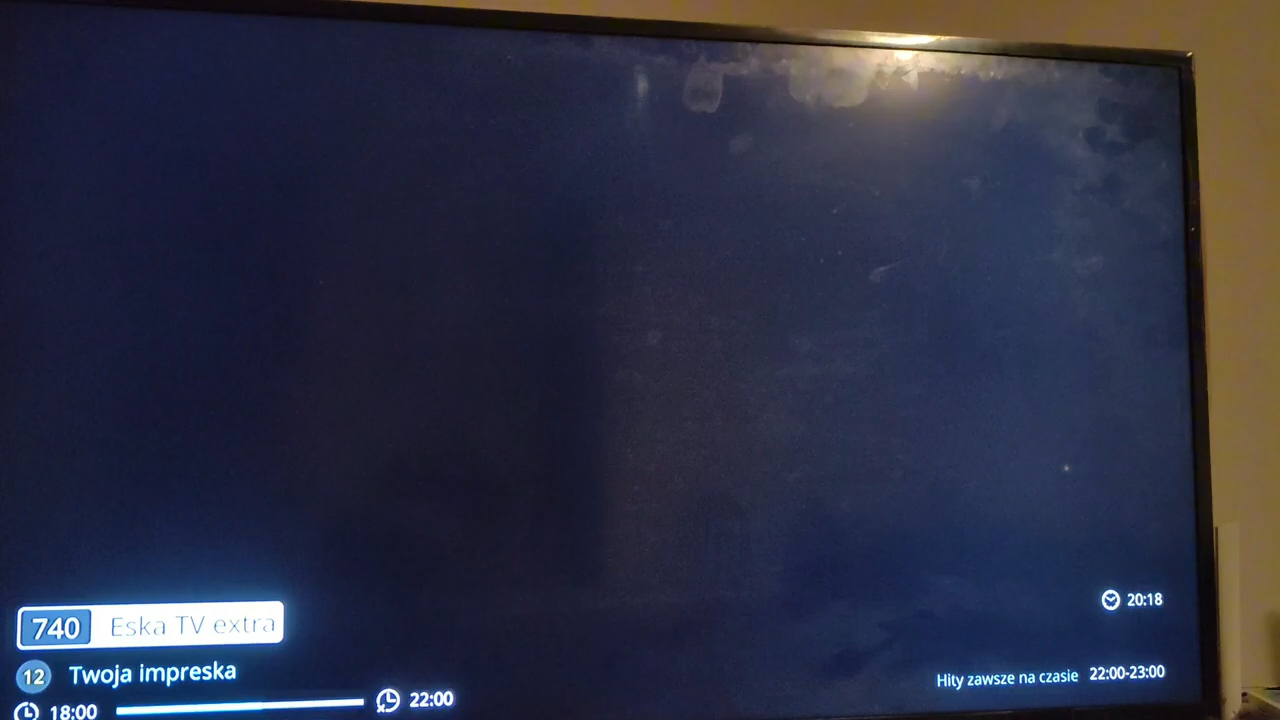 20:18
740 Eska TV extra
12 Twoja impreska
Hity zawsze na czasie 22:00-23:00
18:00 22:00